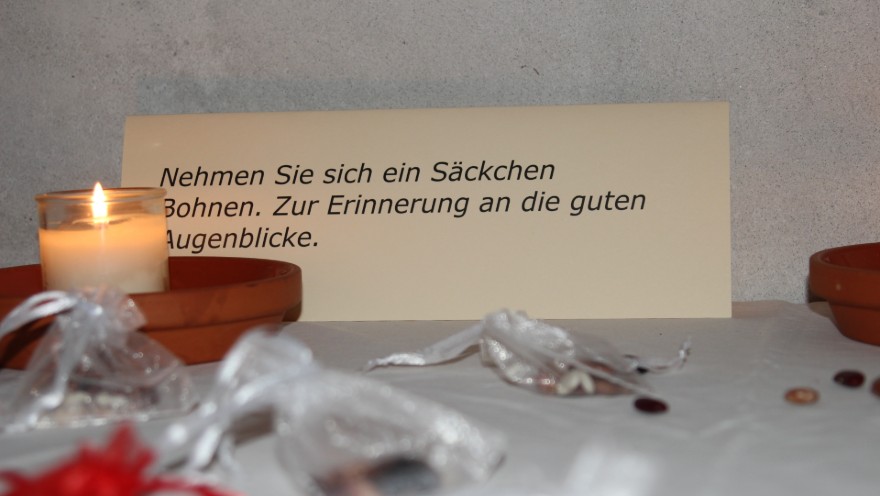 Nehmen Sie sich ein Säckchen
Bohnen. Zur Erinnerung an die guten
Augenblicke.